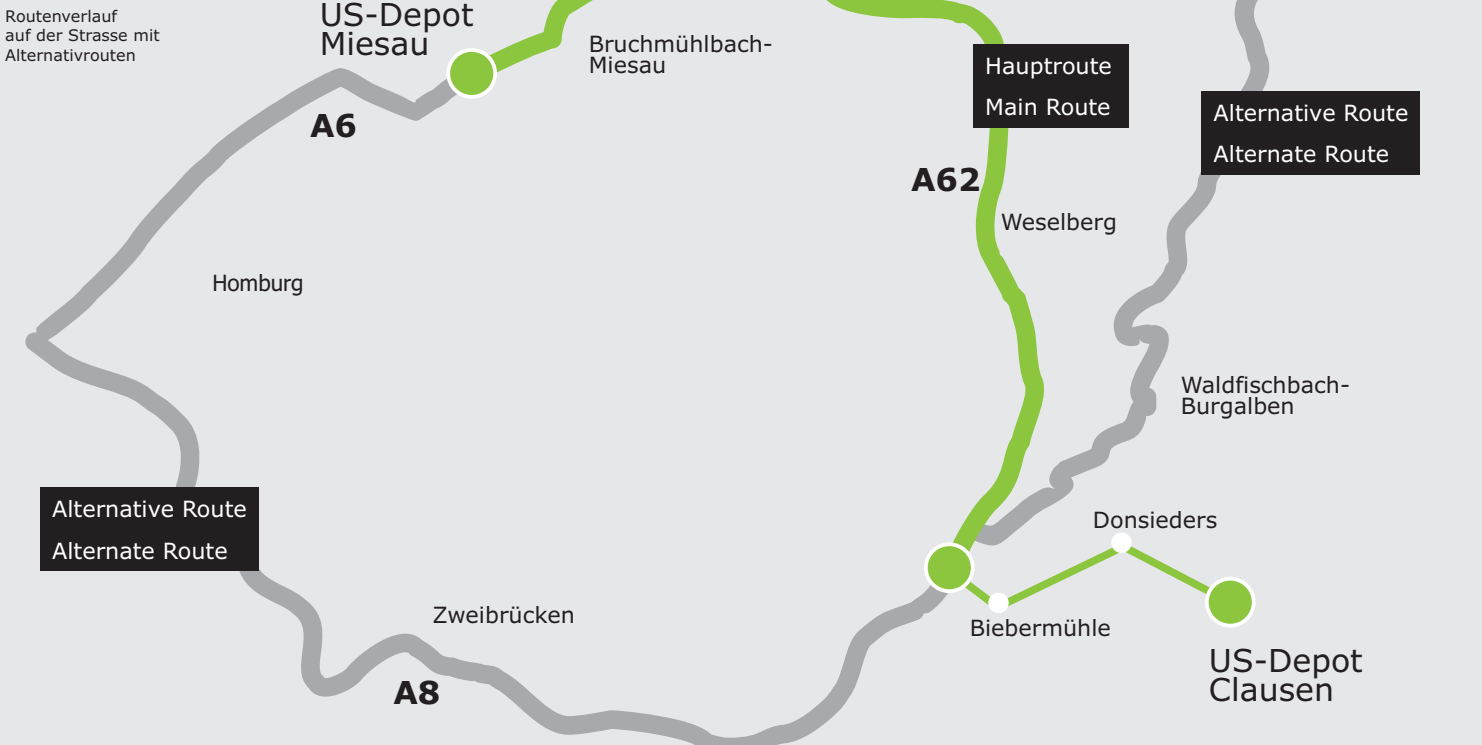 Routenverlauf
auf der Strasse mit
Alternativrouten
US-Depot
Miesau
Bruchmühlbach-
Miesau
A6
Hauptroute
Main Route
Alternative Route
Alternate Route
A62
Weselberg
Homburg
Waldfischbach-
Burgalben
Alternative Route
Alternate Route
Donsieders
Zweibrücken
Biebermühle
US-Depot
Clausen
A8